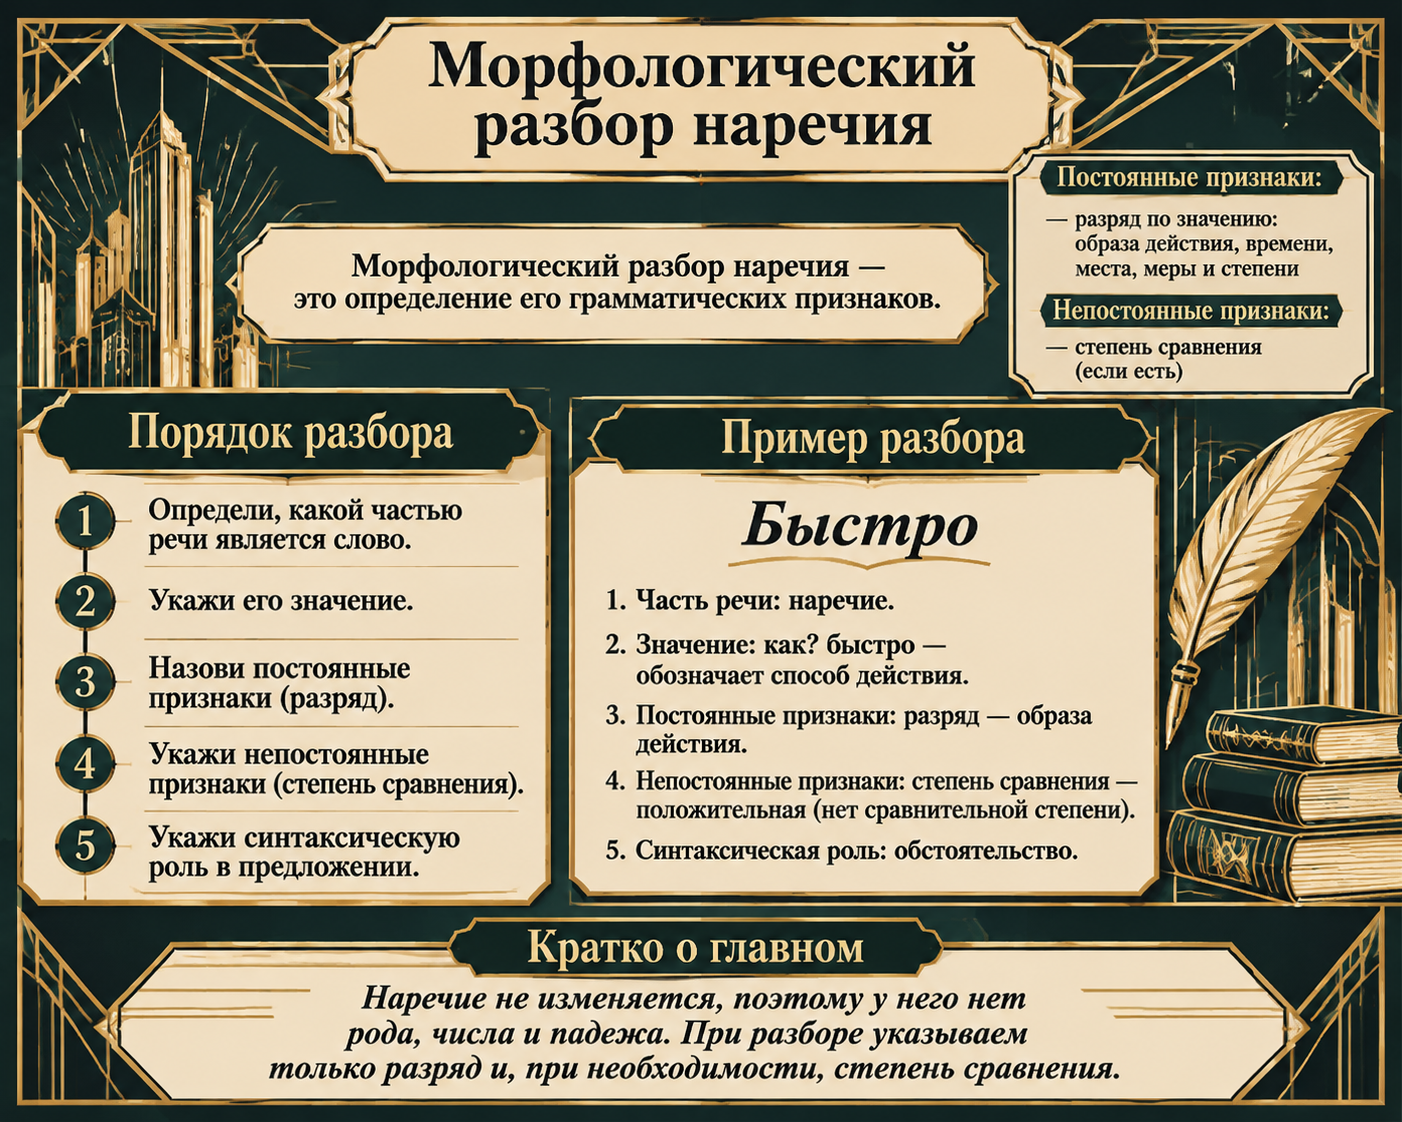 Морфологический
разбор наречия
Морфологический разбор наречия —
это определение его грамматических признаков.
Постоянные признаки:
— разряд по значению:
образа действия, времени,
места, меры и степени
Непостоянные признаки:
— степень сравнения
(если есть)
Порядок разбора
1 Определи, какой частью
речи является слово.
2 Укажи его значение.
3 Назови постоянные
признаки (разряд).
4 Укажи непостоянные
признаки (степень сравнения).
5 Укажи синтаксическую
роль в предложении.
Пример разбора
Быстро
1. Часть речи: наречие.
2. Значение: как? быстро —
обозначает способ действия.
3. Постоянные признаки: разряд — образа
действия.
4. Непостоянные признаки: степень сравнения —
положительная (нет сравнительной степени).
5. Синтаксическая роль: обстоятельство.
Кратко о главном
Наречие не изменяется, поэтому у него нет
рода, числа и падежа. При разборе указываем
только разряд и, при необходимости, степень сравнения.